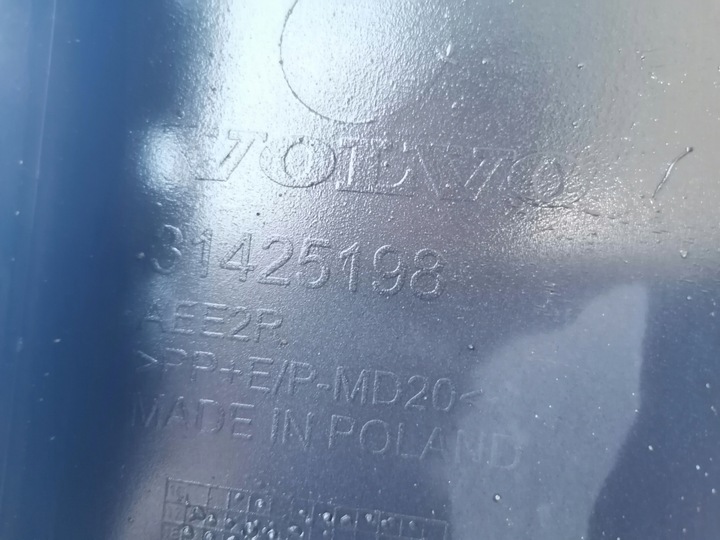 VOLVO
31425198
AEE2R.
>PP+E/P-MD20<
MADE IN POLAND